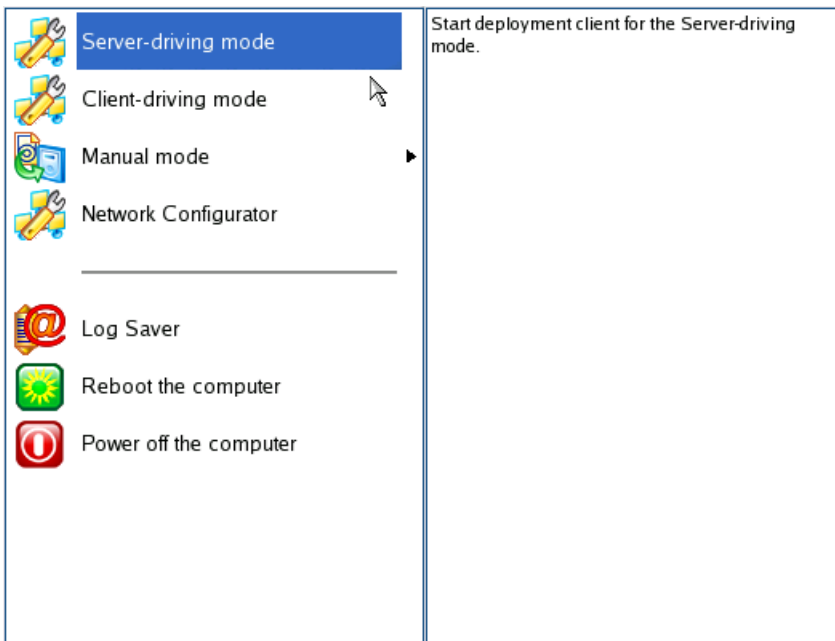 Server-driving mode
Client-driving mode
Manual mode
Network Configurator
Log Saver
Reboot the computer
Power off the computer
Start deployment client for the Server-driving
mode.